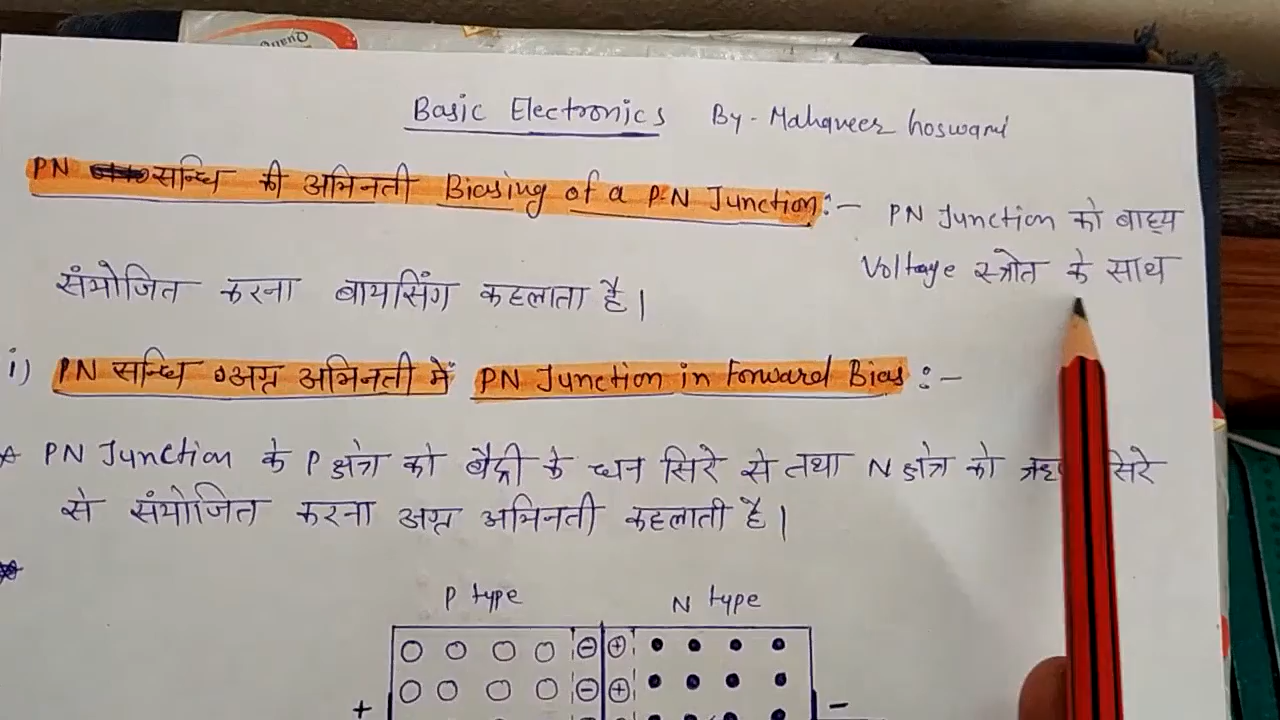 Basic Electronics By- Mahaveer Goswami
PN सन्धि की अभिनती Biasing of a P-N Junction :- PN Junction को बाह्य
Voltage स्त्रोत के साथ
संयोजित करना बायसिंग कहलाता है।
i) PN सन्धि अग्र अभिनती में PN Junction in Forward Bias :-
* PN Junction के P क्षेत्र को बैट्री के धन सिरे से तथा N क्षेत्र को सिरे
से संयोजित करना अग्र अभिनती कहलाती है।
P type N type
+ −